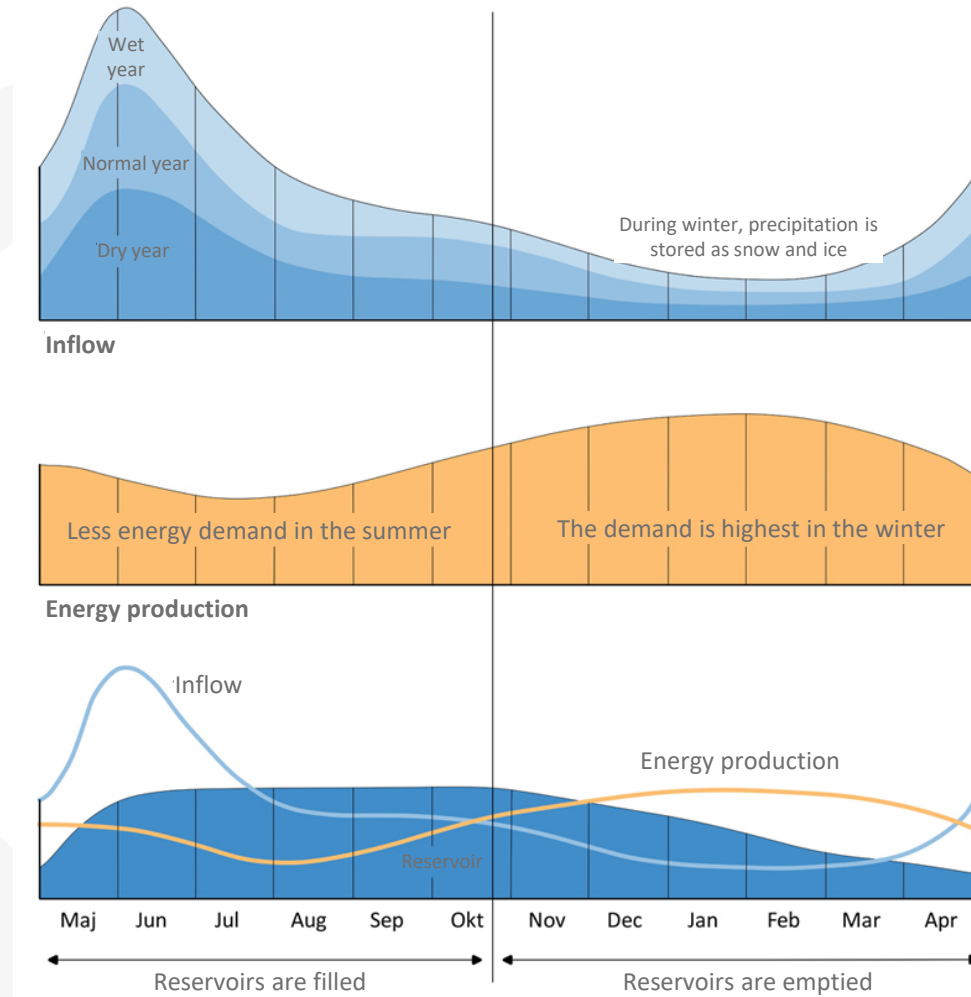 Wet
year
Normal year
Dry year
During winter, precipitation is
stored as snow and ice
Inflow
Less energy demand in the summer
The demand is highest in the winter
Energy production
Inflow
Energy production
Reservoir
Maj Jun Jul Aug Sep Okt Nov Dec Jan Feb Mar Apr
Reservoirs are filled
Reservoirs are emptied